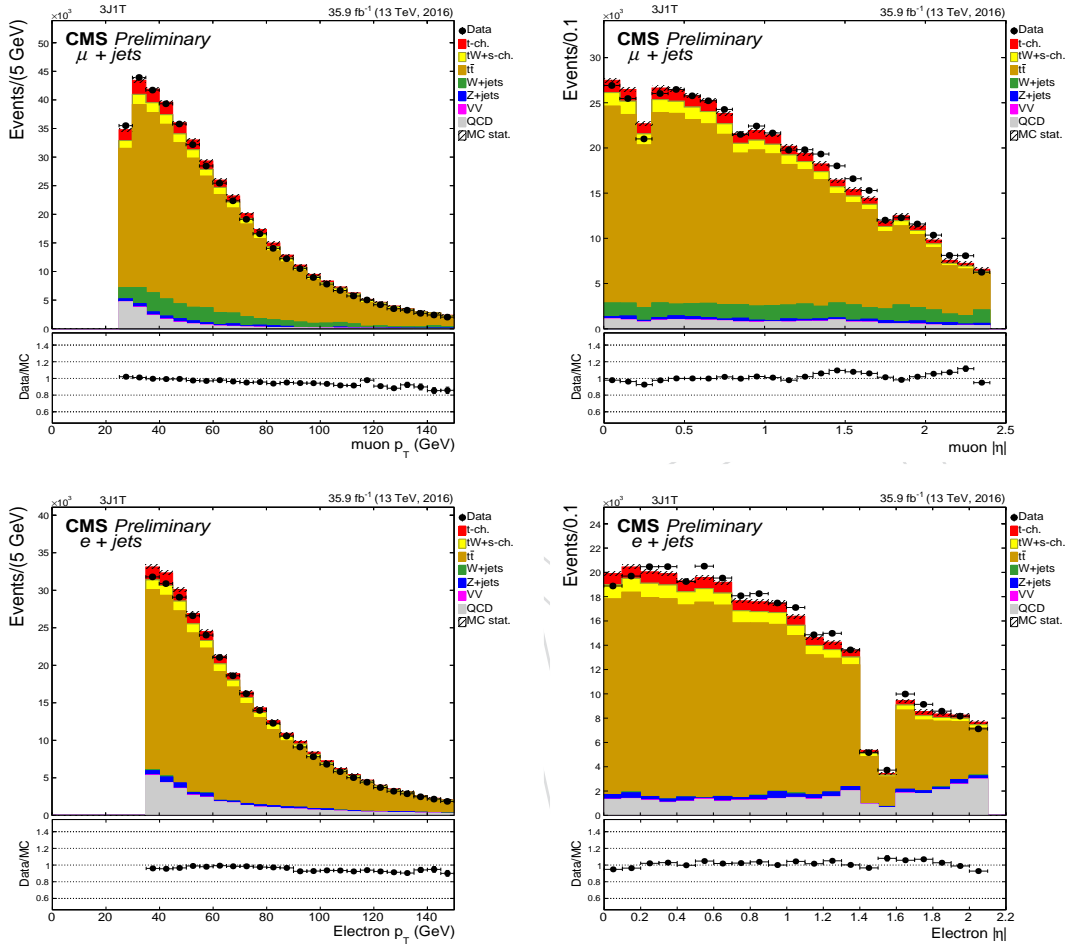 ×10³ 3J1T 35.9 fb⁻¹ (13 TeV, 2016)
CMS Preliminary
μ + jets
Events/(5 GeV)
50
45
40
35
30
25
20
15
10
5
0
Data
t-ch.
tW+s-ch.
tt̄
W+jets
Z+jets
VV
QCD
MC stat.
Data/MC
1.4
1.2
1
0.8
0.6
0 20 40 60 80 100 120 140
muon p_T (GeV)
×10³ 3J1T 35.9 fb⁻¹ (13 TeV, 2016)
CMS Preliminary
μ + jets
Events/0.1
30
25
20
15
10
5
0
Data
t-ch.
tW+s-ch.
tt̄
W+jets
Z+jets
VV
QCD
MC stat.
Data/MC
1.4
1.2
1
0.8
0.6
0 0.5 1 1.5 2 2.5
muon |η|
×10³ 3J1T 35.9 fb⁻¹ (13 TeV, 2016)
CMS Preliminary
e + jets
Events/(5 GeV)
40
35
30
25
20
15
10
5
0
Data
t-ch.
tW+s-ch.
tt̄
W+jets
Z+jets
VV
QCD
MC stat.
Data/MC
1.4
1.2
1
0.8
0.6
0 20 40 60 80 100 120 140
Electron p_T (GeV)
×10³ 3J1T 35.9 fb⁻¹ (13 TeV, 2016)
CMS Preliminary
e + jets
Events/0.1
24
22
20
18
16
14
12
10
8
6
4
2
0
Data
t-ch.
tW+s-ch.
tt̄
W+jets
Z+jets
VV
QCD
MC stat.
Data/MC
1.4
1.2
1
0.8
0.6
0 0.2 0.4 0.6 0.8 1 1.2 1.4 1.6 1.8 2 2.2
Electron |η|